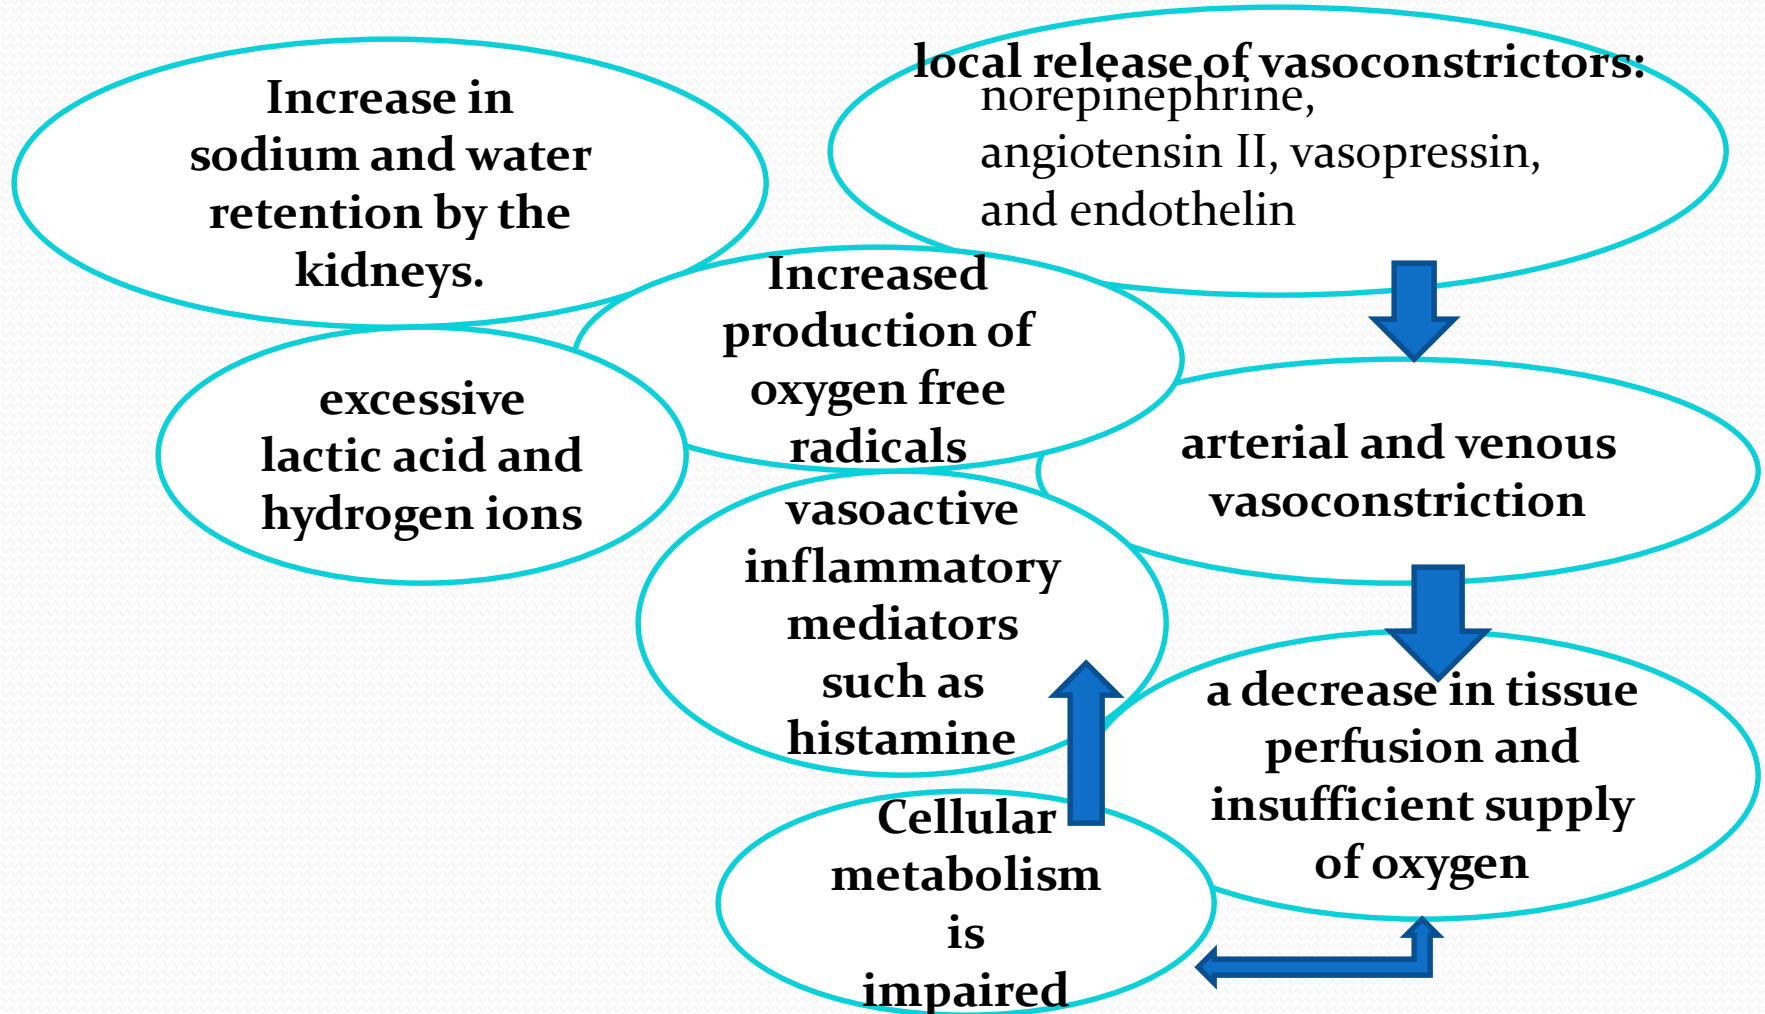 Increase in
sodium and water
retention by the
kidneys.
local release of vasoconstrictors:
norepinephrine,
angiotensin II, vasopressin,
and endothelin
Increased
production of
oxygen free
radicals
excessive
lactic acid and
hydrogen ions
arterial and venous
vasoconstriction
vasoactive
inflammatory
mediators
such as
histamine
a decrease in tissue
perfusion and
insufficient supply
of oxygen
Cellular
metabolism
is
impaired